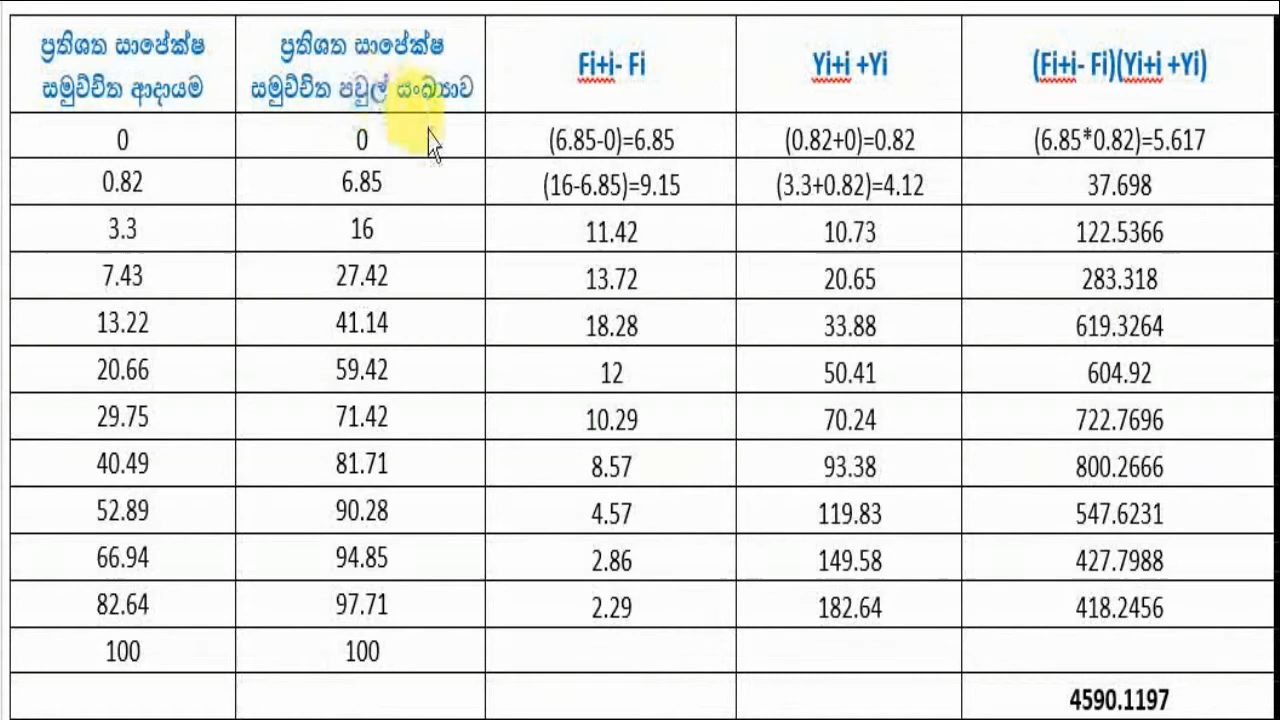 ප්‍රතිශත සාපේක්ෂ සමුච්චිත ආදායම ප්‍රතිශත සාපේක්ෂ සමුච්චිත පවුල් සංඛ්‍යාව Fi+i- Fi Yi+i +Yi (Fi+i- Fi)(Yi+i +Yi)
0 0 (6.85-0)=6.85 (0.82+0)=0.82 (6.85*0.82)=5.617
0.82 6.85 (16-6.85)=9.15 (3.3+0.82)=4.12 37.698
3.3 16 11.42 10.73 122.5366
7.43 27.42 13.72 20.65 283.318
13.22 41.14 18.28 33.88 619.3264
20.66 59.42 12 50.41 604.92
29.75 71.42 10.29 70.24 722.7696
40.49 81.71 8.57 93.38 800.2666
52.89 90.28 4.57 119.83 547.6231
66.94 94.85 2.86 149.58 427.7988
82.64 97.71 2.29 182.64 418.2456
100 100
4590.1197